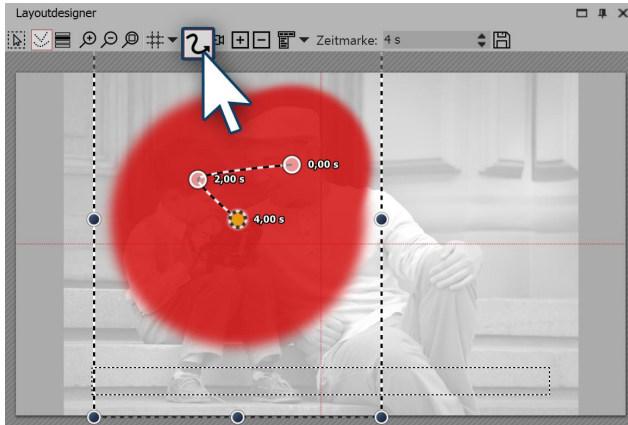 Layoutdesigner
Zeitmarke: 4 s
0,00 s
2,00 s
4,00 s